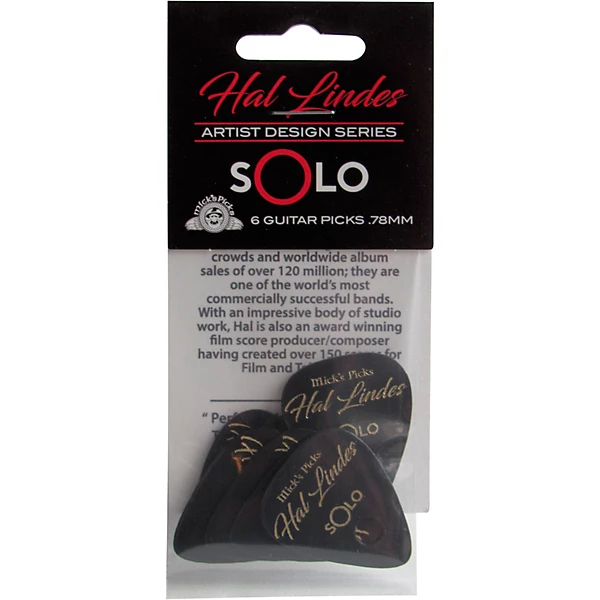 Hal Lindes
ARTIST DESIGN SERIES
SOLO
Mick's Picks
6 GUITAR PICKS .78MM
crowds and worldwide album
sales of over 120 million; they are
one of the world's most
commercially successful bands.
With an impressive body of studio
work, Hal is also an award winning
film score producer/composer
having created over 150 for
Film and
"
Mick's Picks
Hal Lindes
SOLO
Mick's Picks
Hal Lindes
SOLO